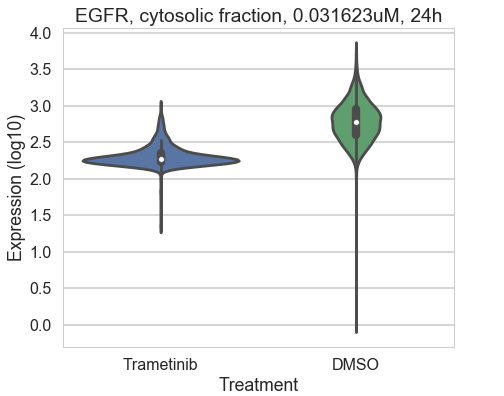 EGFR, cytosolic fraction, 0.031623uM, 24h
Expression (log10)
4.0
3.5
3.0
2.5
2.0
1.5
1.0
0.5
0.0
Trametinib
DMSO
Treatment